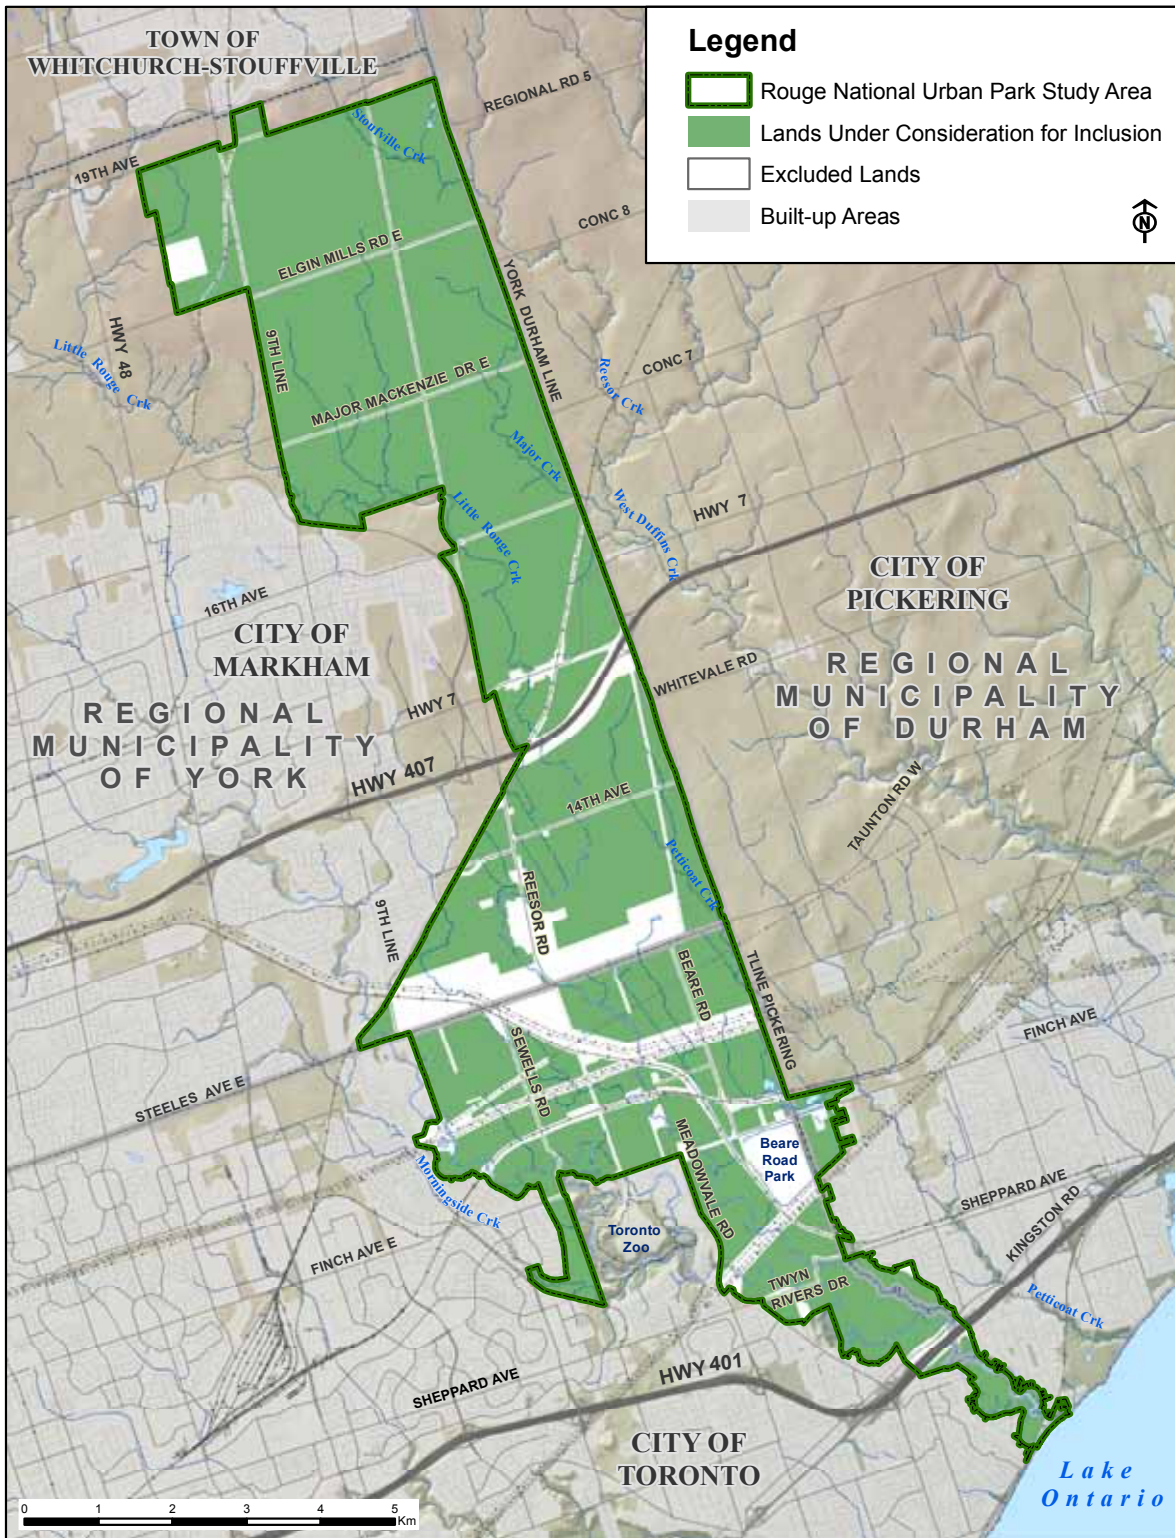 TOWN OF
WHITCHURCH-STOUFFVILLE
Legend
Rouge National Urban Park Study Area
Lands Under Consideration for Inclusion
Excluded Lands
Built-up Areas
N
REGIONAL RD 5
Stoufville Crk
19TH AVE
CONC 8
ELGIN MILLS RD E
YORK DURHAM LINE
HWY 48
9TH LINE
Little Rouge Crk
Reesor Crk
CONC 7
MAJOR MACKENZIE DR E
Major Crk
Little Rouge Crk
West Duffins Crk
HWY 7
CITY OF
PICKERING
16TH AVE
CITY OF
MARKHAM
WHITEVALE RD
REGIONAL
MUNICIPALITY
OF DURHAM
HWY 7
REGIONAL
MUNICIPALITY
OF YORK
HWY 407
14TH AVE
TAUNTON RD W
Petticoat Crk
REESOR RD
9TH LINE
BEARE RD
TLINE PICKERING
FINCH AVE
SEWELLS RD
STEELES AVE E
MEADOWVALE RD
Beare
Road
Park
Morningside Crk
SHEPPARD AVE
KINGSTON RD
Toronto
Zoo
FINCH AVE E
TWYN
RIVERS DR
Petticoat Crk
HWY 401
SHEPPARD AVE
CITY OF
TORONTO
Lake
Ontario
0 1 2 3 4 5
Km